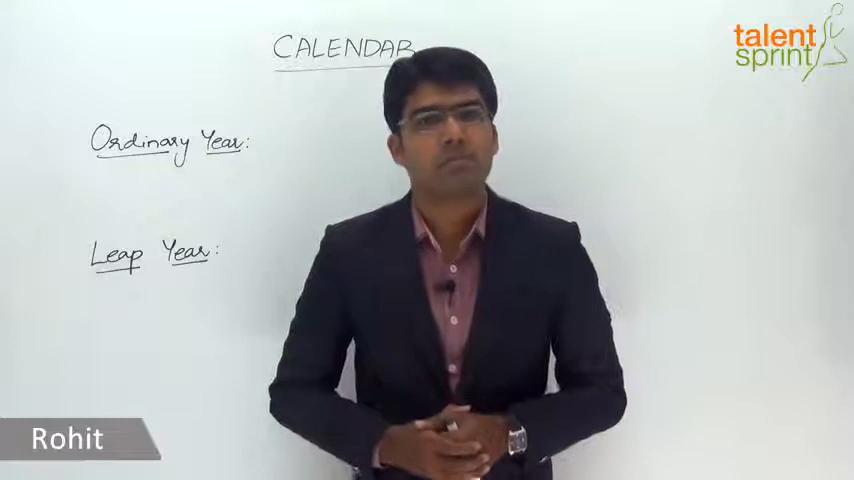 CALENDAR
talent
sprint
Ordinary Year:
Leap Year:
Rohit